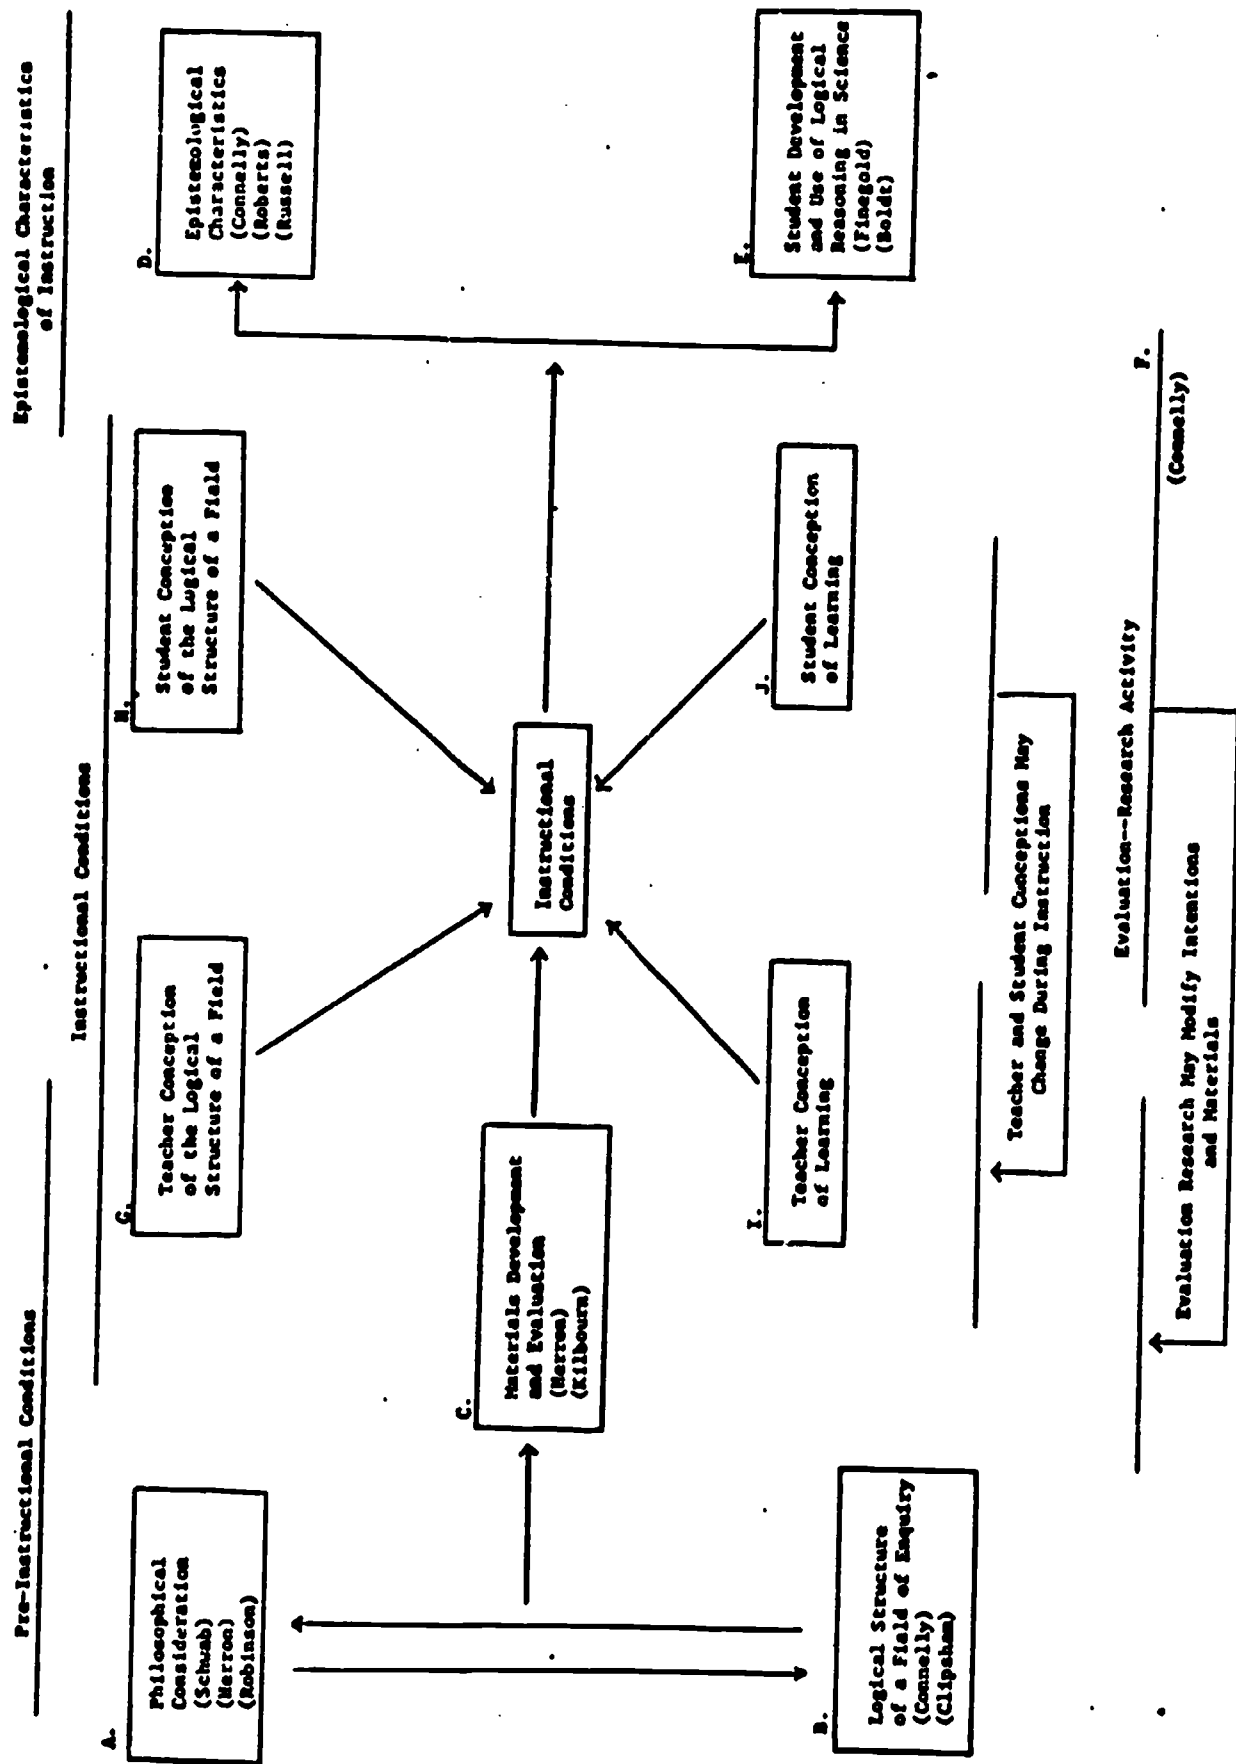 Pre-Instructional Conditions
Instructional Conditions
Epistemological Characteristics
of Instruction
A.
Philosophical
Consideration
(Schwab)
(Herron)
(Robinson)
B.
Logical Structure
of a Field of Enquiry
(Connelly)
(Clipsham)
C.
Materials Development
and Evaluation
(Herron)
(Kilbourn)
G.
Teacher Conception
of the Logical
Structure of a Field
H.
Student Conception
of the Logical
Structure of a Field
Instructional
Conditions
I.
Teacher Conception
of Learning
J.
Student Conception
of Learning
D.
Epistemological
Characteristics
(Connelly)
(Roberts)
(Russell)
E.
Student Development
and Use of Logical
Reasoning in Science
(Finegold)
(Boldt)
Teacher and Student Conceptions May
Change During Instruction
Evaluation--Research Activity
F.
(Connelly)
Evaluation Research May Modify Intentions
and Materials